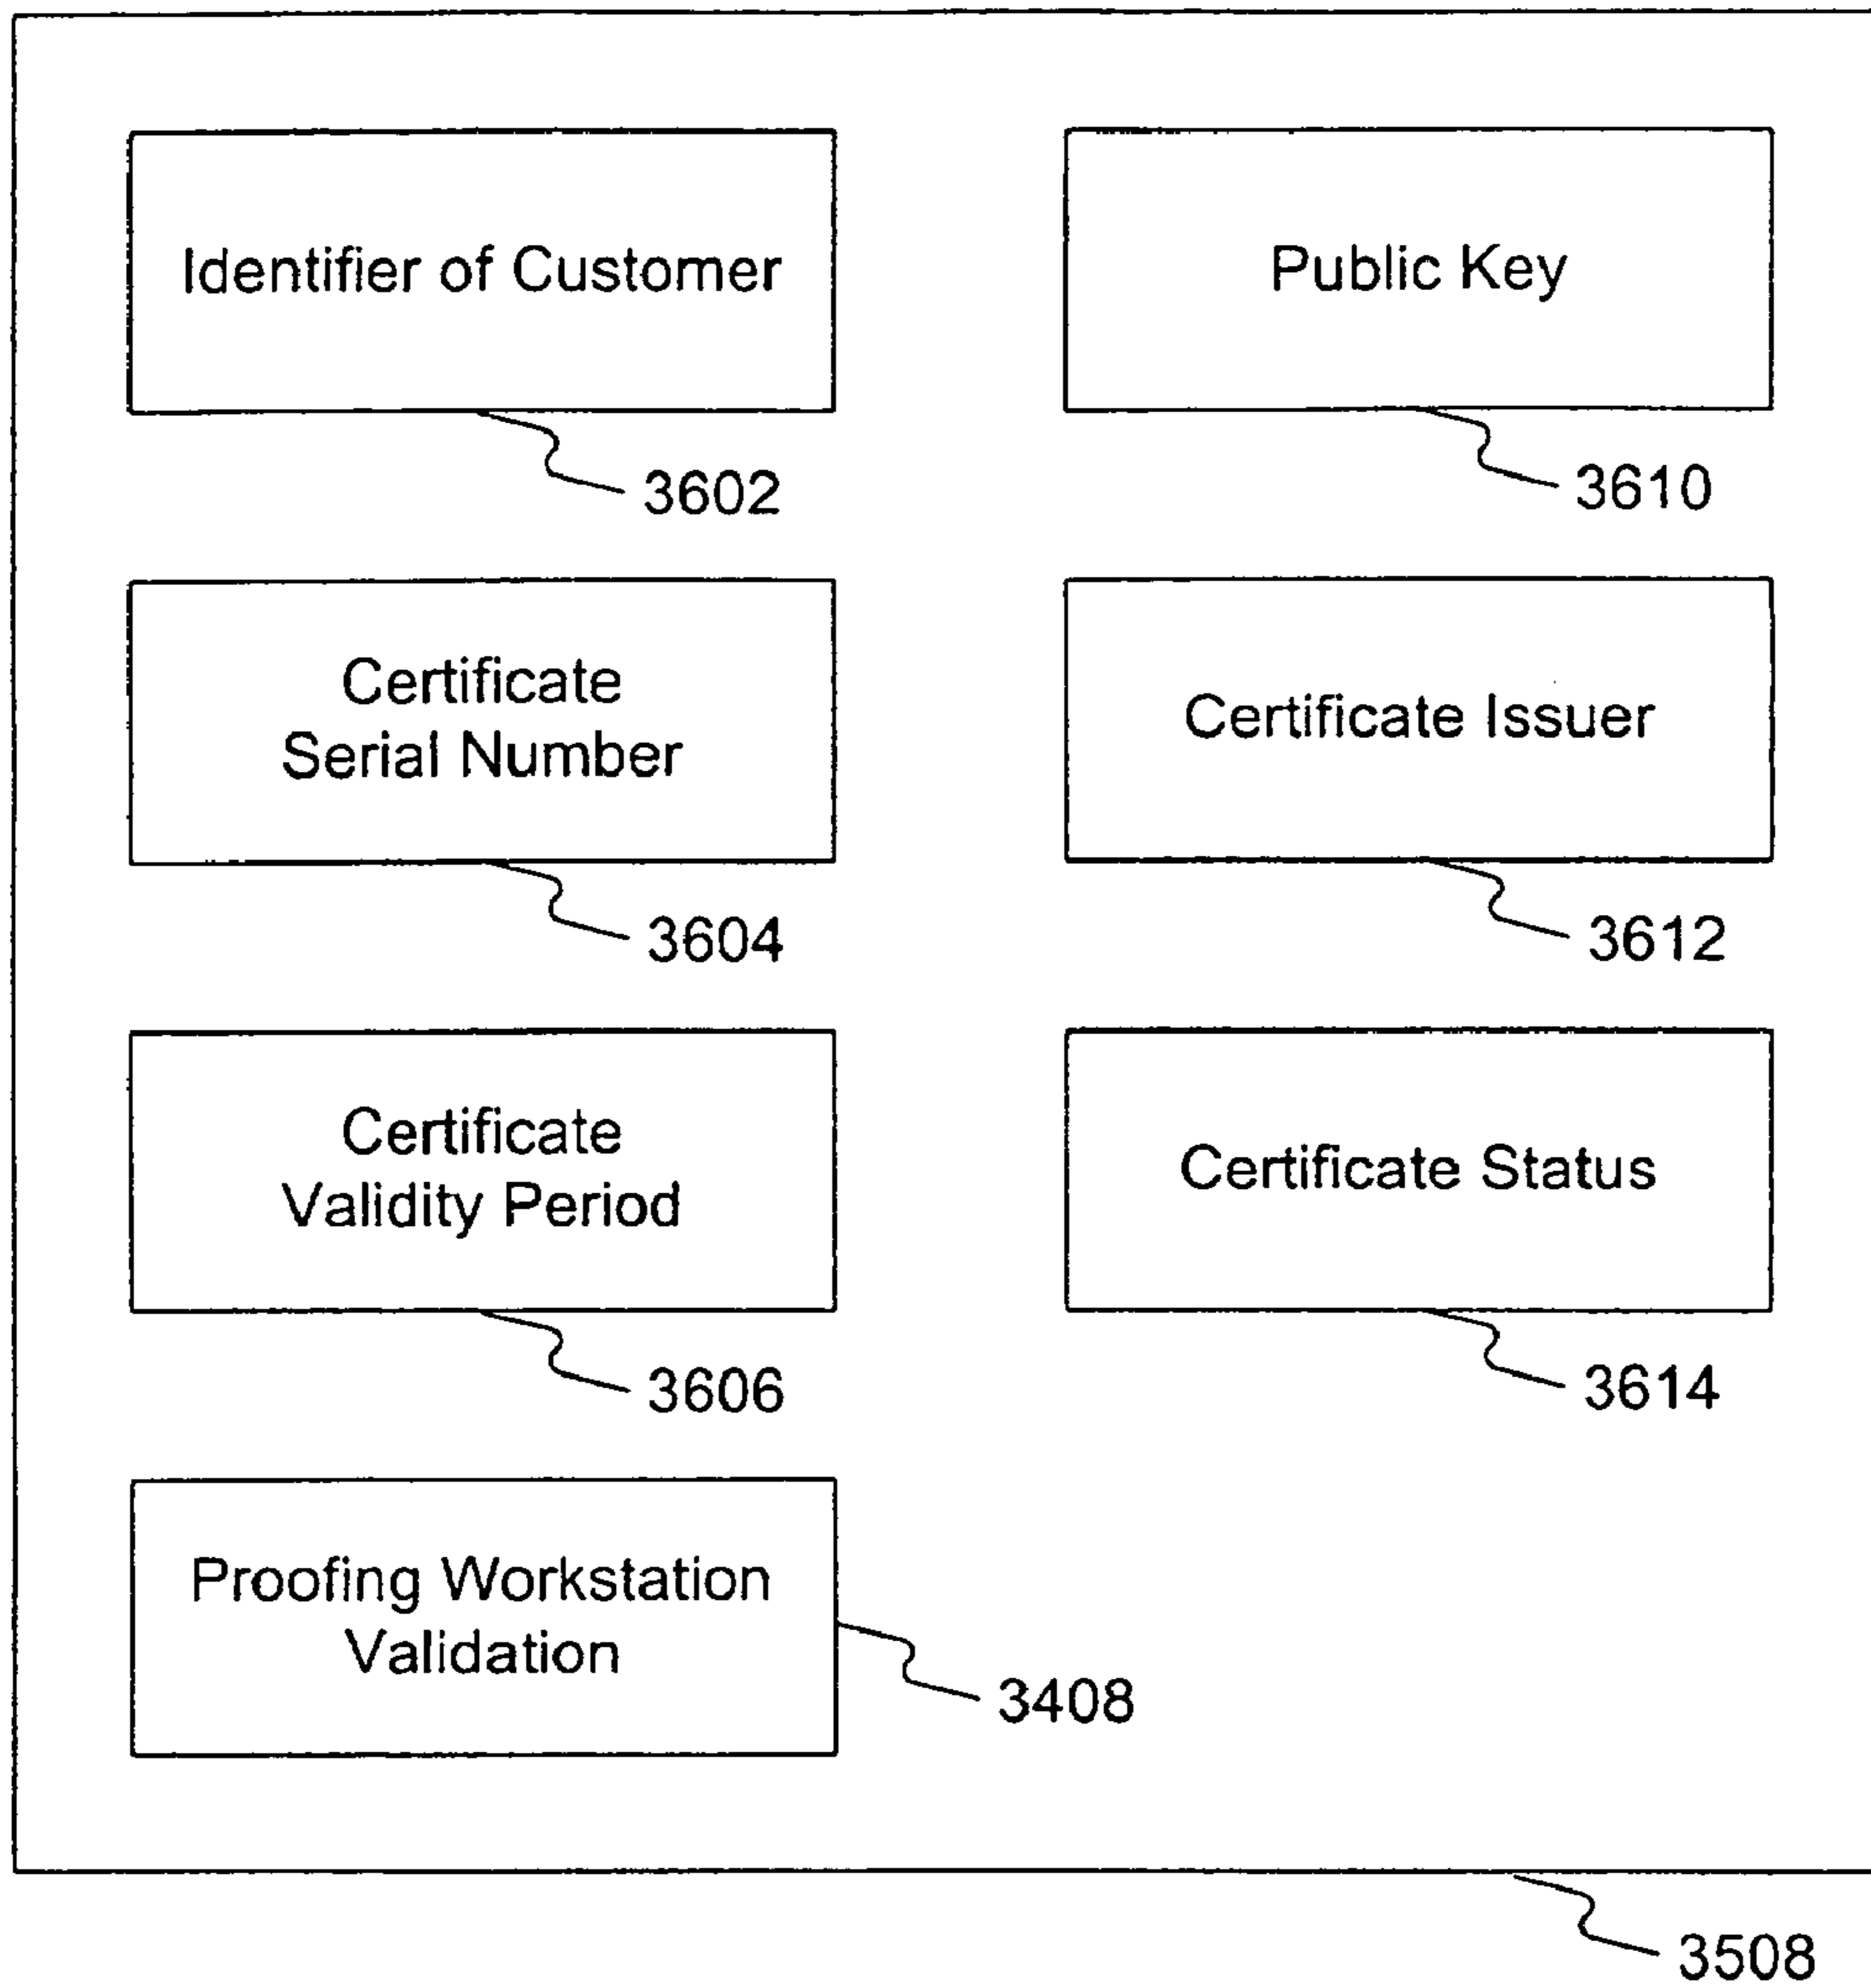 Identifier of Customer
3602
Public Key
3610
Certificate
Serial Number
3604
Certificate Issuer
3612
Certificate
Validity Period
3606
Certificate Status
3614
Proofing Workstation
Validation
3408
3508